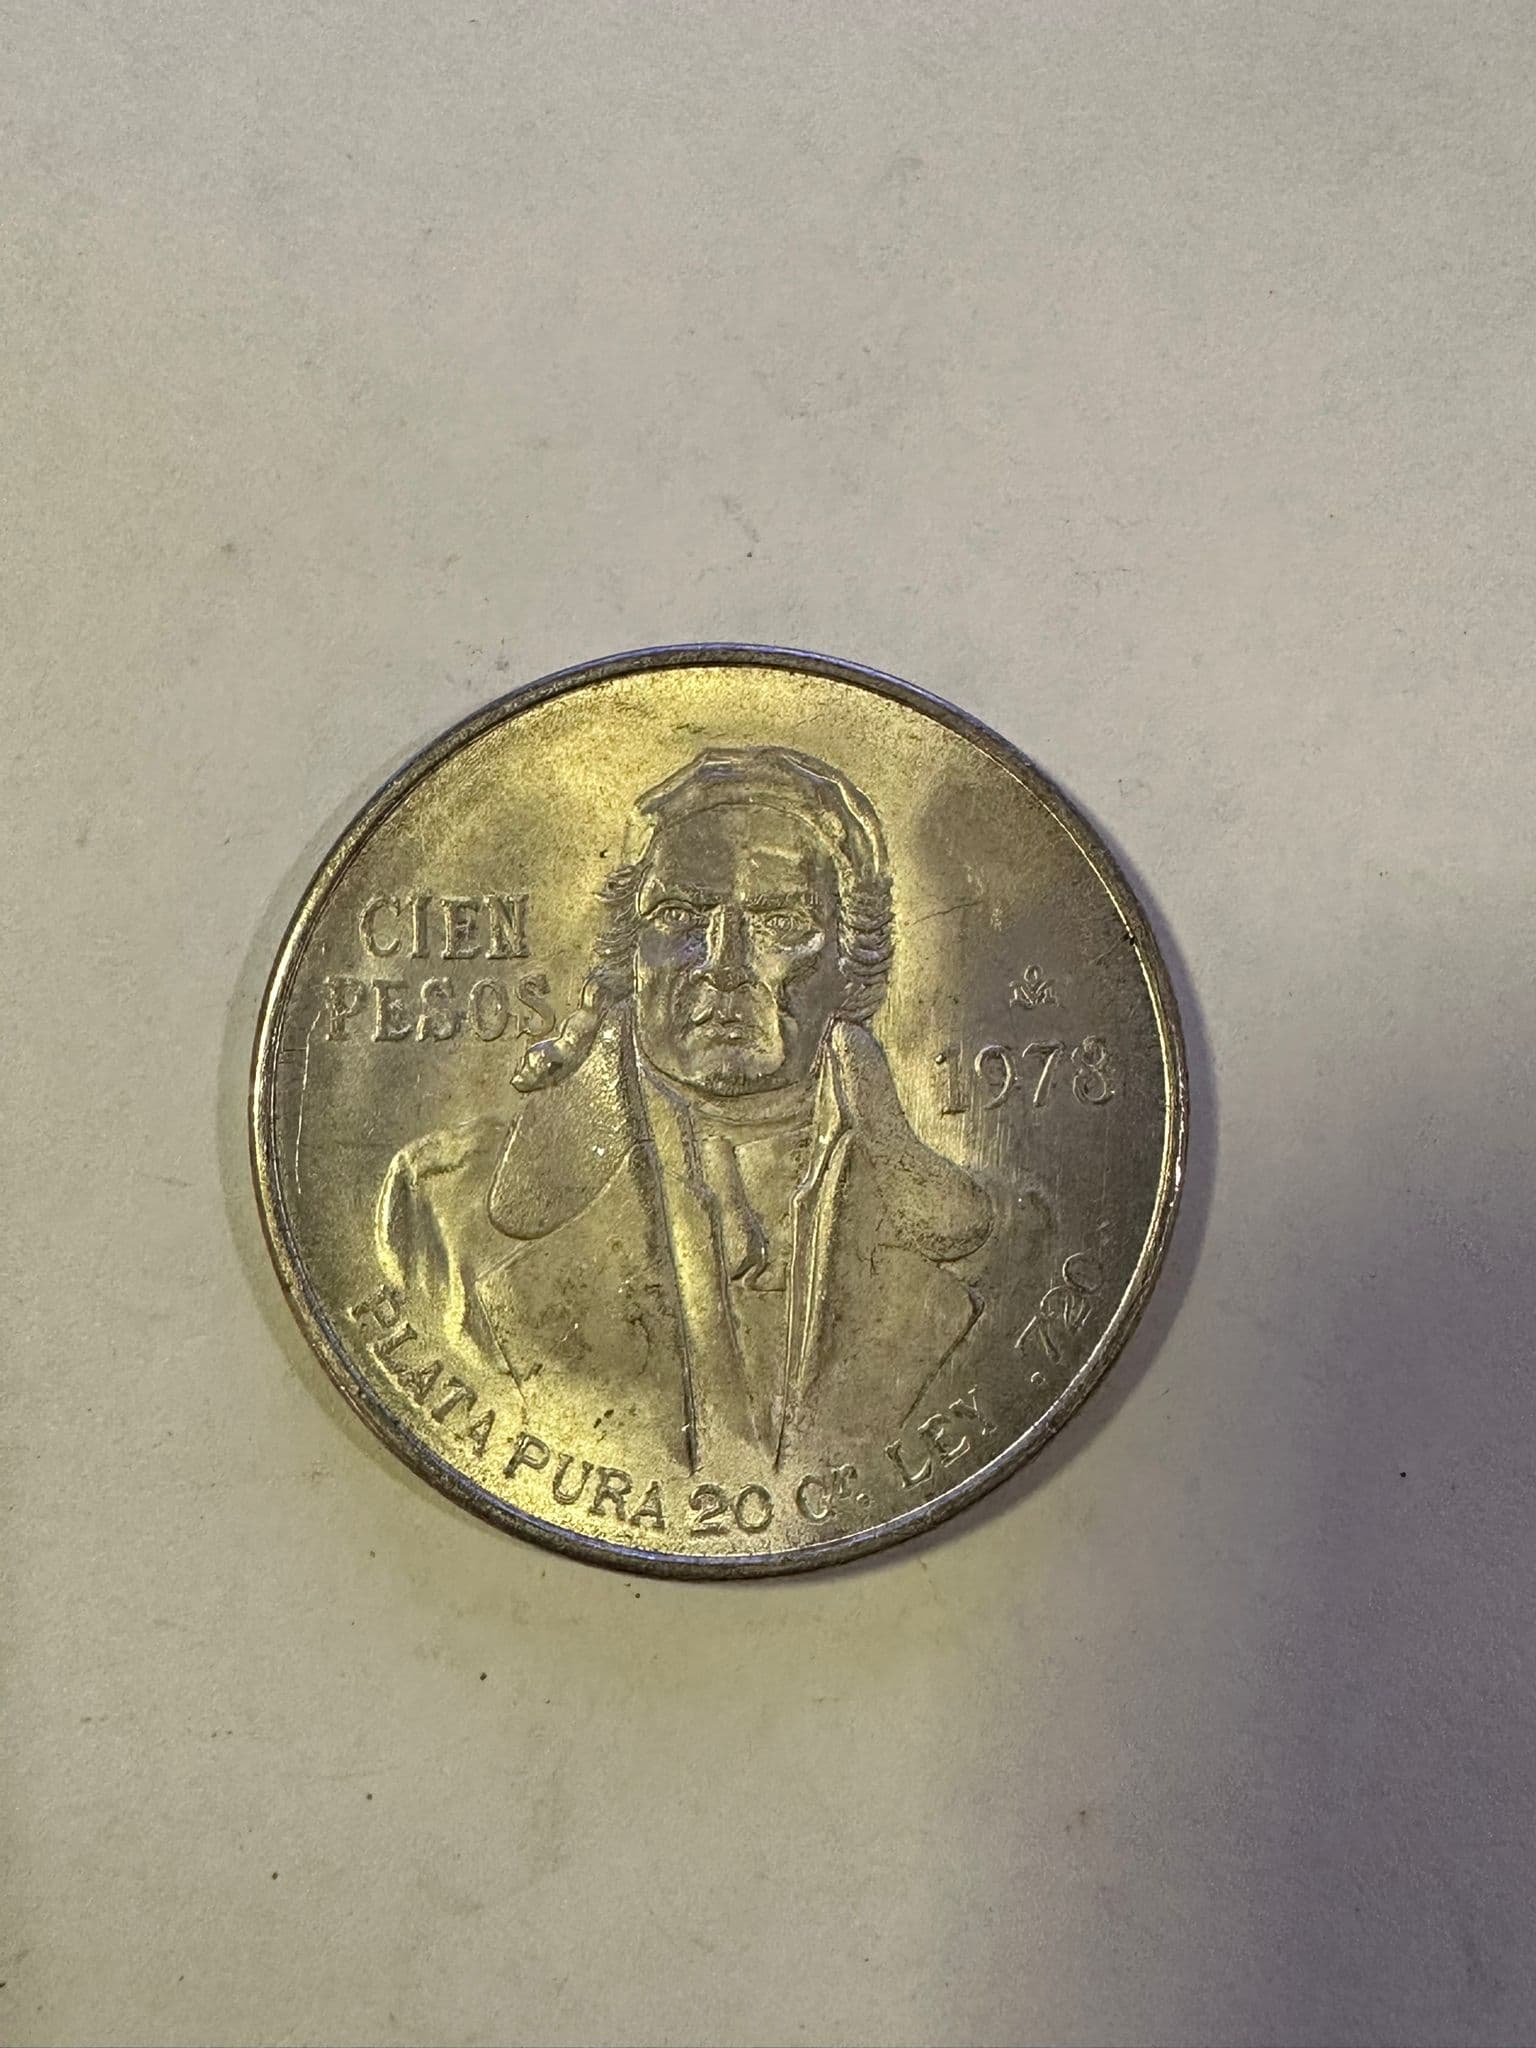 CIEN
PESOS
1978
PLATA PURA 20 Gr. LEY .720